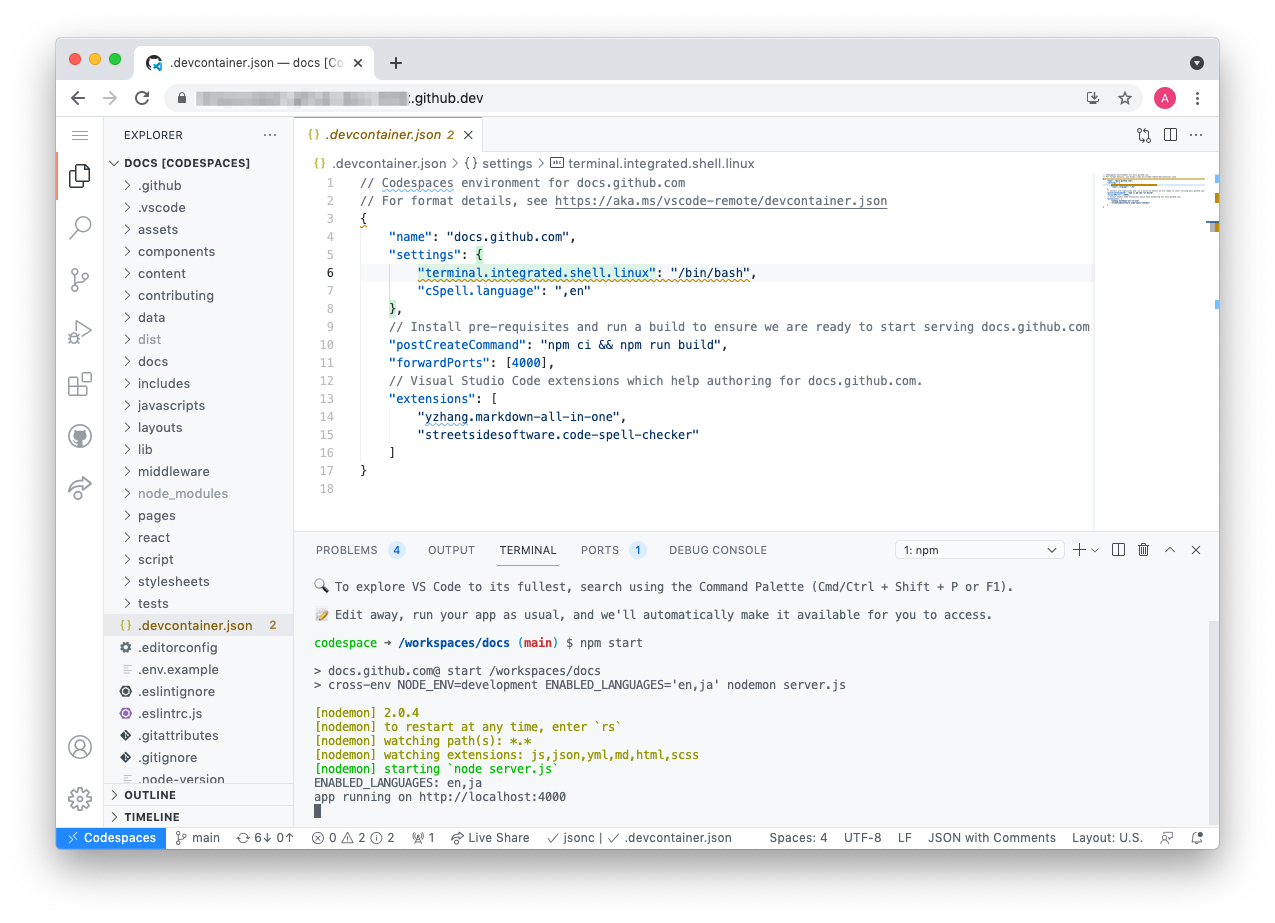 .devcontainer.json — docs [Co
.github.dev
A
EXPLORER
DOCS [CODESPACES]
.github
.vscode
assets
components
content
contributing
data
dist
docs
includes
javascripts
layouts
lib
middleware
node_modules
pages
react
script
stylesheets
tests
{} .devcontainer.json 2
.editorconfig
.env.example
.eslintignore
.eslintrc.js
.gitattributes
.gitignore
.node-version
OUTLINE
TIMELINE
{} .devcontainer.json 2
{} .devcontainer.json > {} settings > abc terminal.integrated.shell.linux
1 // Codespaces environment for docs.github.com
2 // For format details, see https://aka.ms/vscode-remote/devcontainer.json
3 {
4 "name": "docs.github.com",
5 "settings": {
6 "terminal.integrated.shell.linux": "/bin/bash",
7 "cSpell.language": ",en"
8 },
9 // Install pre-requisites and run a build to ensure we are ready to start serving docs.github.com
10 "postCreateCommand": "npm ci && npm run build",
11 "forwardPorts": [4000],
12 // Visual Studio Code extensions which help authoring for docs.github.com.
13 "extensions": [
14 "yzhang.markdown-all-in-one",
15 "streetsidesoftware.code-spell-checker"
16 ]
17 }
18
PROBLEMS 4 OUTPUT TERMINAL PORTS 1 DEBUG CONSOLE 1: npm
To explore VS Code to its fullest, search using the Command Palette (Cmd/Ctrl + Shift + P or F1).
Edit away, run your app as usual, and we'll automatically make it available for you to access.
codespace → /workspaces/docs (main) $ npm start
> docs.github.com@ start /workspaces/docs
> cross-env NODE_ENV=development ENABLED_LANGUAGES='en,ja' nodemon server.js
[nodemon] 2.0.4
[nodemon] to restart at any time, enter `rs`
[nodemon] watching path(s): *.*
[nodemon] watching extensions: js,json,yml,md,html,scss
[nodemon] starting `node server.js`
ENABLED_LANGUAGES: en,ja
app running on http://localhost:4000
Codespaces main 6↓ 0↑ 0 2 2 1 Live Share ✓ jsonc | ✓ .devcontainer.json Spaces: 4 UTF-8 LF JSON with Comments Layout: U.S.